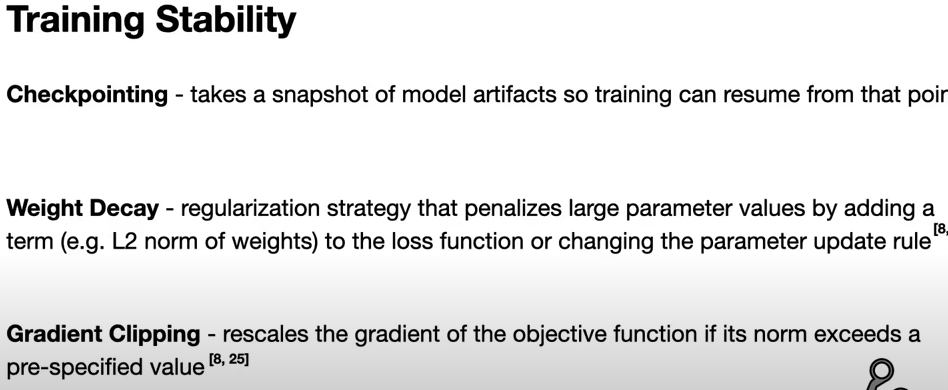 Training Stability
Checkpointing - takes a snapshot of model artifacts so training can resume from that
Weight Decay - regularization strategy that penalizes large parameter values by adding a
term (e.g. L2 norm of weights) to the loss function or changing the parameter update rule [8,
Gradient Clipping - rescales the gradient of the objective function if its norm exceeds a
pre-specified value [8, 25]